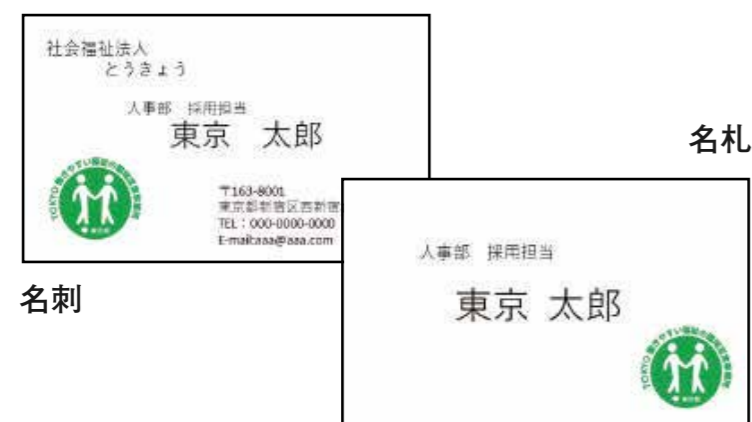 社会福祉法人
とうきょう
人事部 採用担当
東京 太郎
〒163-8001
東京都新宿区西新宿
TEL：000-0000-0000
E-mail:aaa@aaa.com
名刺
名札
人事部 採用担当
東京 太郎